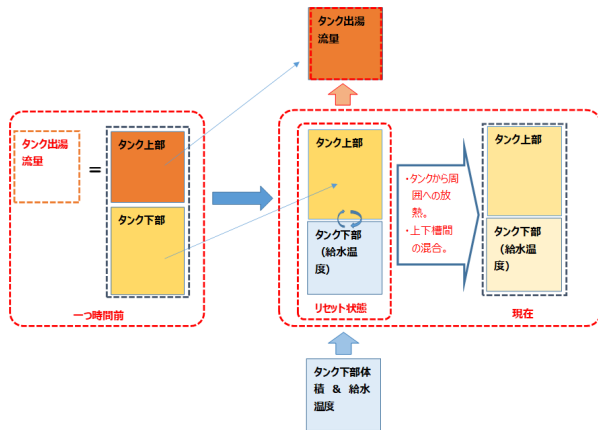 タンク出湯
流量
タンク出湯
流量
＝
タンク上部
タンク下部
一つ時間前
タンク上部
タンク下部
（給水温
度）
リセット状態
・タンクから周
囲への放
熱。
・上下槽間
の混合。
タンク上部
タンク下部
（給水温
度）
現在
タンク下部体
積 & 給水
温度